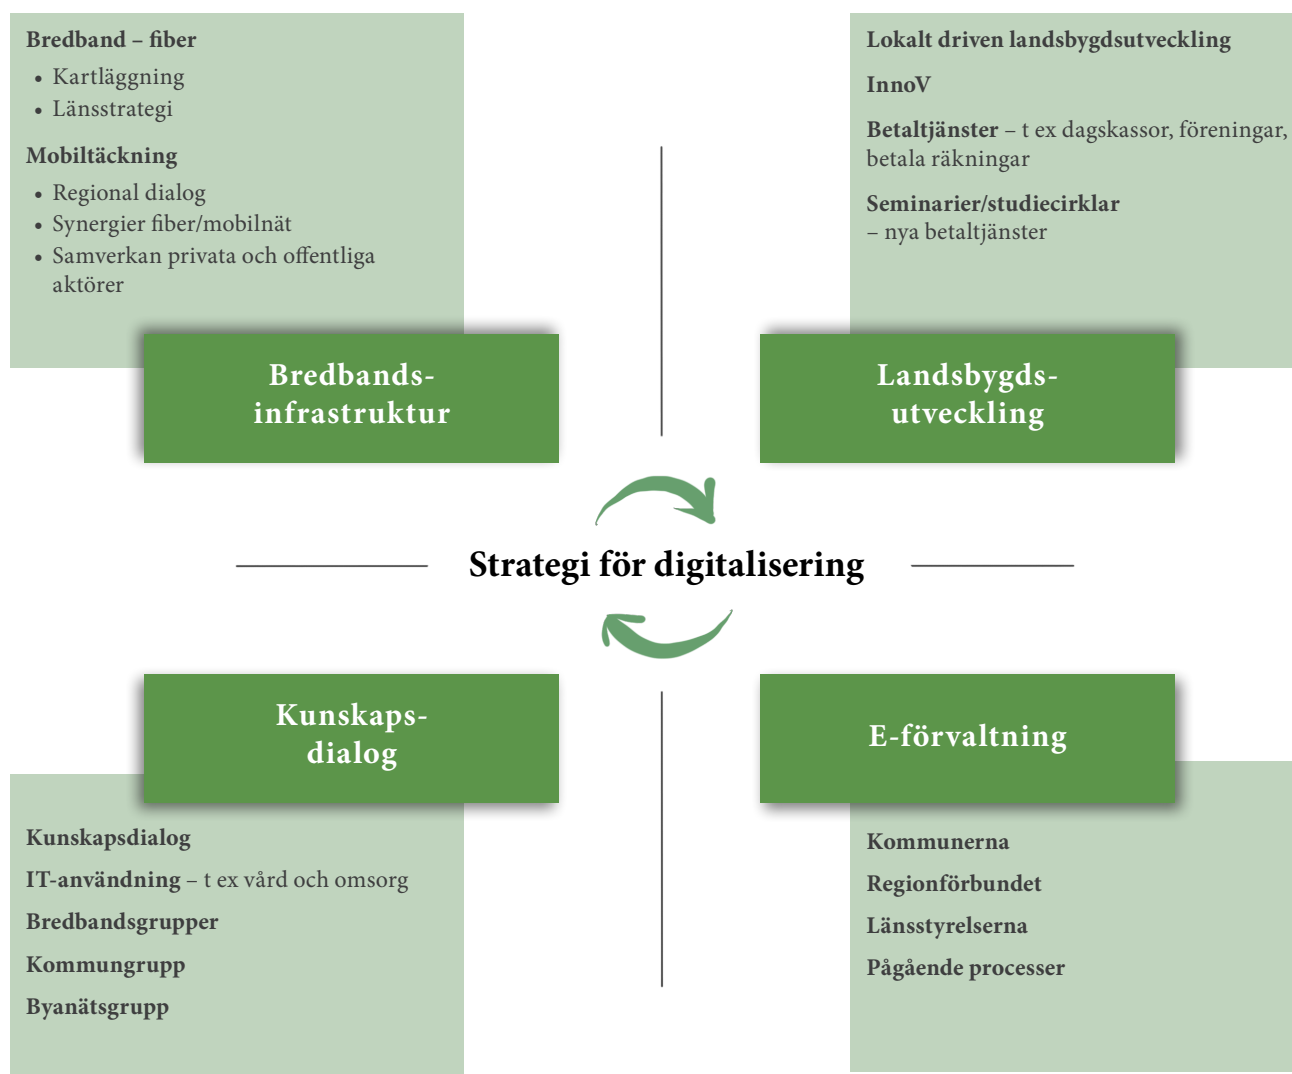 Bredband – fiber
• Kartläggning
• Länsstrategi
Mobiltäckning
• Regional dialog
• Synergier fiber/mobilnät
• Samverkan privata och offentliga
aktörer
Bredbands-
infrastruktur
Lokalt driven landsbygdsutveckling
InnoV
Betaltjänster – t ex dagskassor, föreningar,
betala räkningar
Seminarier/studiecirklar
– nya betaltjänster
Landsbygds-
utveckling
Strategi för digitalisering
Kunskaps-
dialog
Kunskapsdialog
IT-användning – t ex vård och omsorg
Bredbandsgrupper
Kommungrupp
Byanätsgrupp
E-förvaltning
Kommunerna
Regionförbundet
Länsstyrelserna
Pågående processer